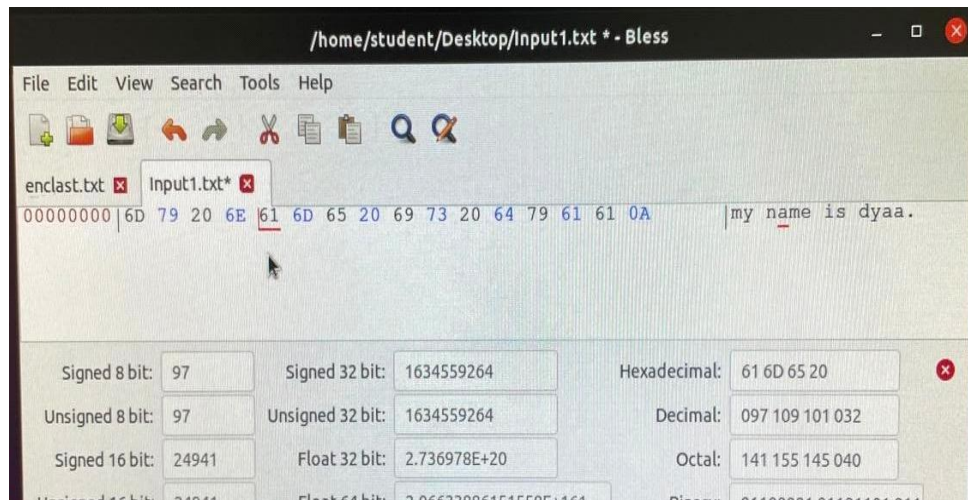 /home/student/Desktop/Input1.txt * - Bless
File Edit View Search Tools Help
enclast.txt Input1.txt*
00000000 6D 79 20 6E 61 6D 65 20 69 73 20 64 79 61 61 0A my name is dyaa.
Signed 8 bit: 97 Signed 32 bit: 1634559264 Hexadecimal: 61 6D 65 20
Unsigned 8 bit: 97 Unsigned 32 bit: 1634559264 Decimal: 097 109 101 032
Signed 16 bit: 24941 Float 32 bit: 2.736978E+20 Octal: 141 155 145 040